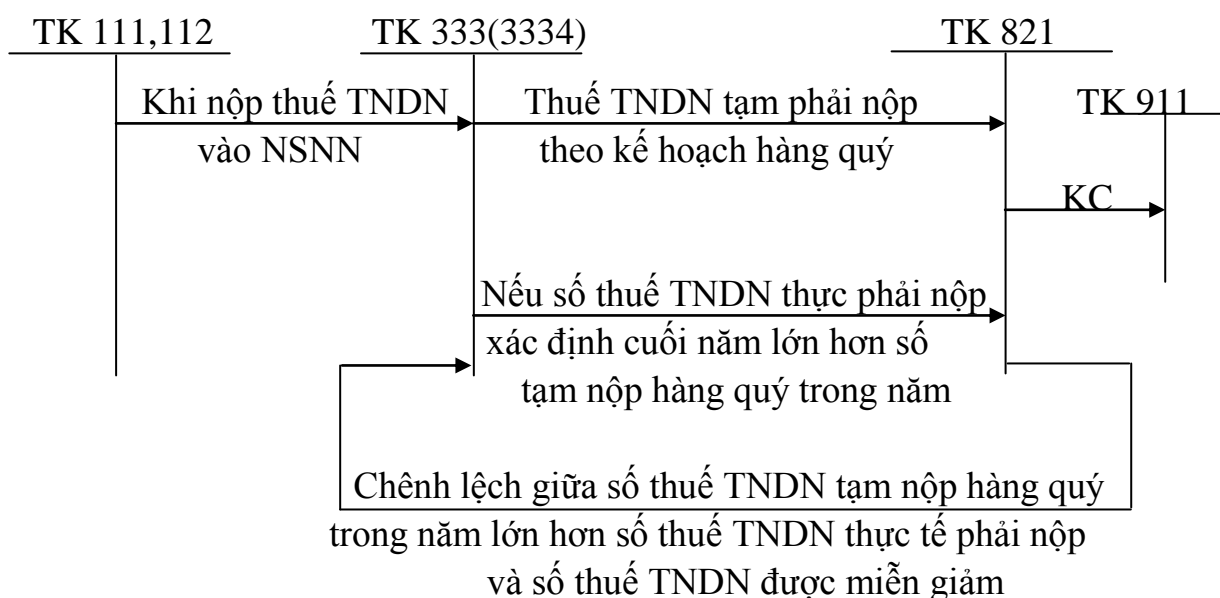 TK 111,112
TK 333(3334)
TK 821
Khi nộp thuế TNDN
vào NSNN
Thuế TNDN tạm phải nộp
theo kế hoạch hàng quý
TK 911
KC
Nếu số thuế TNDN thực phải nộp
xác định cuối năm lớn hơn số
tạm nộp hàng quý trong năm
Chênh lệch giữa số thuế TNDN tạm nộp hàng quý
trong năm lớn hơn số thuế TNDN thực tế phải nộp
và số thuế TNDN được miễn giảm